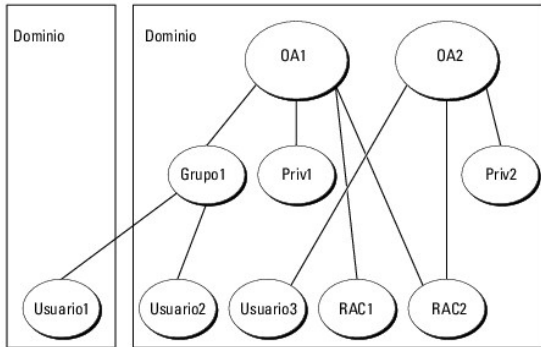 Dominio
Dominio
OA1
OA2
Grupo1
Priv1
Priv2
Usuario1
Usuario2
Usuario3
RAC1
RAC2